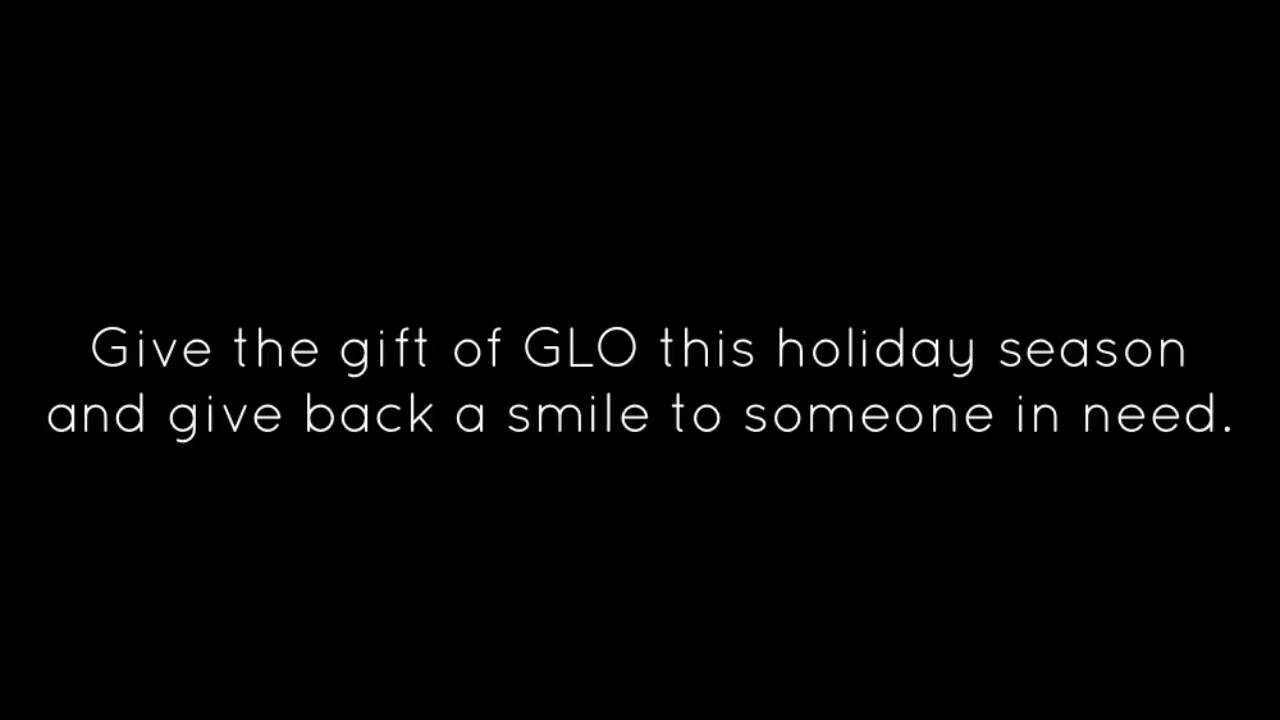 Give the gift of GLO this holiday season
and give back a smile to someone in need.